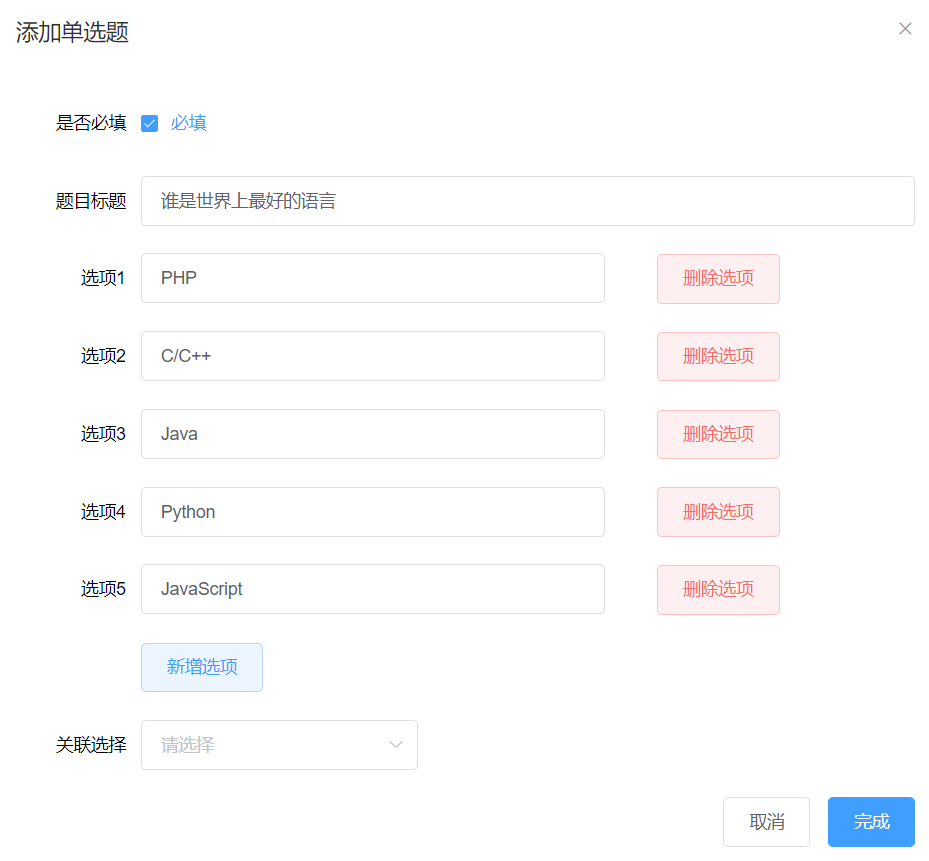 添加单选题
是否必填 必填
题目标题 谁是世界上最好的语言
选项1 PHP 删除选项
选项2 C/C++ 删除选项
选项3 Java 删除选项
选项4 Python 删除选项
选项5 JavaScript 删除选项
新增选项
关联选择 请选择
取消 完成